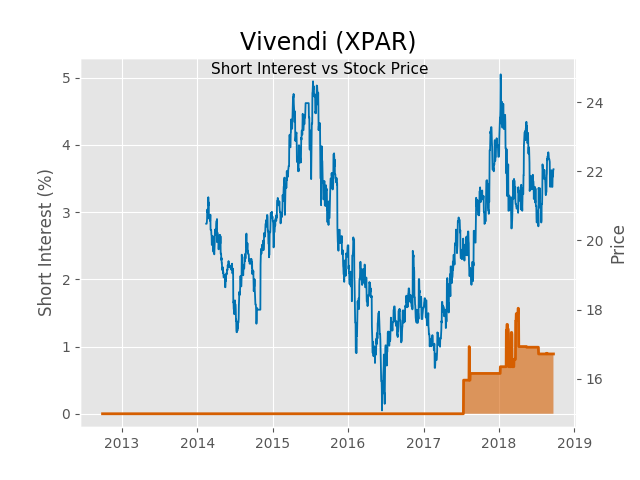 Vivendi (XPAR)
Short Interest vs Stock Price
Short Interest (%)
5
4
3
2
1
0
24
22
20
18
16
Price
2013 2014 2015 2016 2017 2018 2019